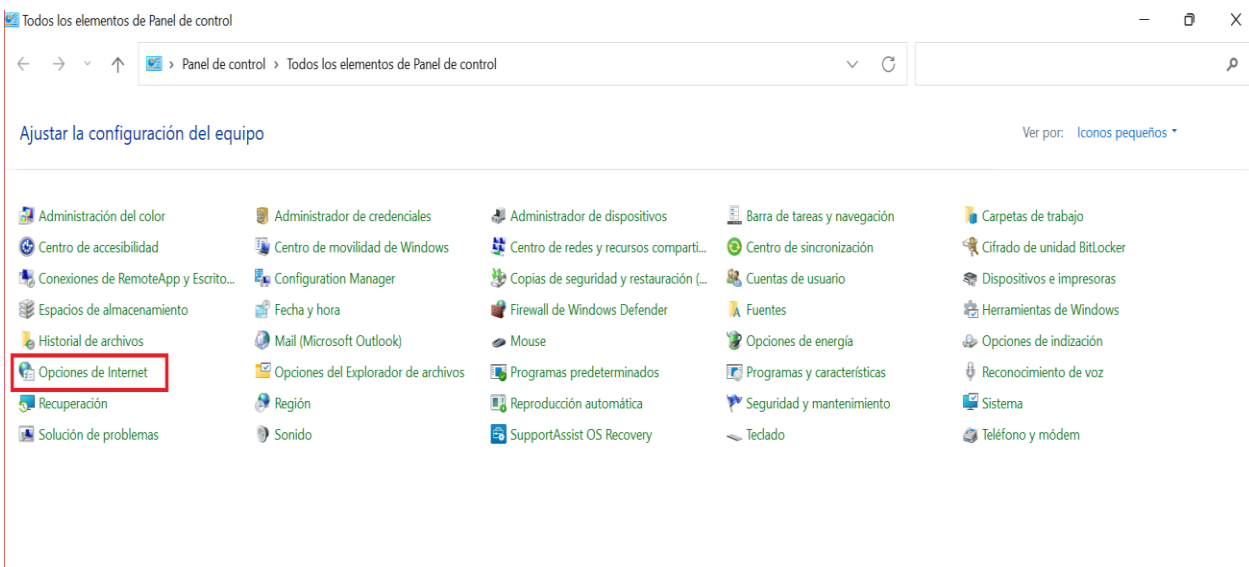 Todos los elementos de Panel de control
Panel de control > Todos los elementos de Panel de control
Ajustar la configuración del equipo
Ver por: Iconos pequeños
Administración del color Administrador de credenciales Administrador de dispositivos Barra de tareas y navegación Carpetas de trabajo
Centro de accesibilidad Centro de movilidad de Windows Centro de redes y recursos comparti... Centro de sincronización Cifrado de unidad BitLocker
Conexiones de RemoteApp y Escrito... Configuration Manager Copias de seguridad y restauración (... Cuentas de usuario Dispositivos e impresoras
Espacios de almacenamiento Fecha y hora Firewall de Windows Defender Fuentes Herramientas de Windows
Historial de archivos Mail (Microsoft Outlook) Mouse Opciones de energía Opciones de indización
Opciones de Internet Opciones del Explorador de archivos Programas predeterminados Programas y características Reconocimiento de voz
Recuperación Región Reproducción automática Seguridad y mantenimiento Sistema
Solución de problemas Sonido SupportAssist OS Recovery Teclado Teléfono y módem